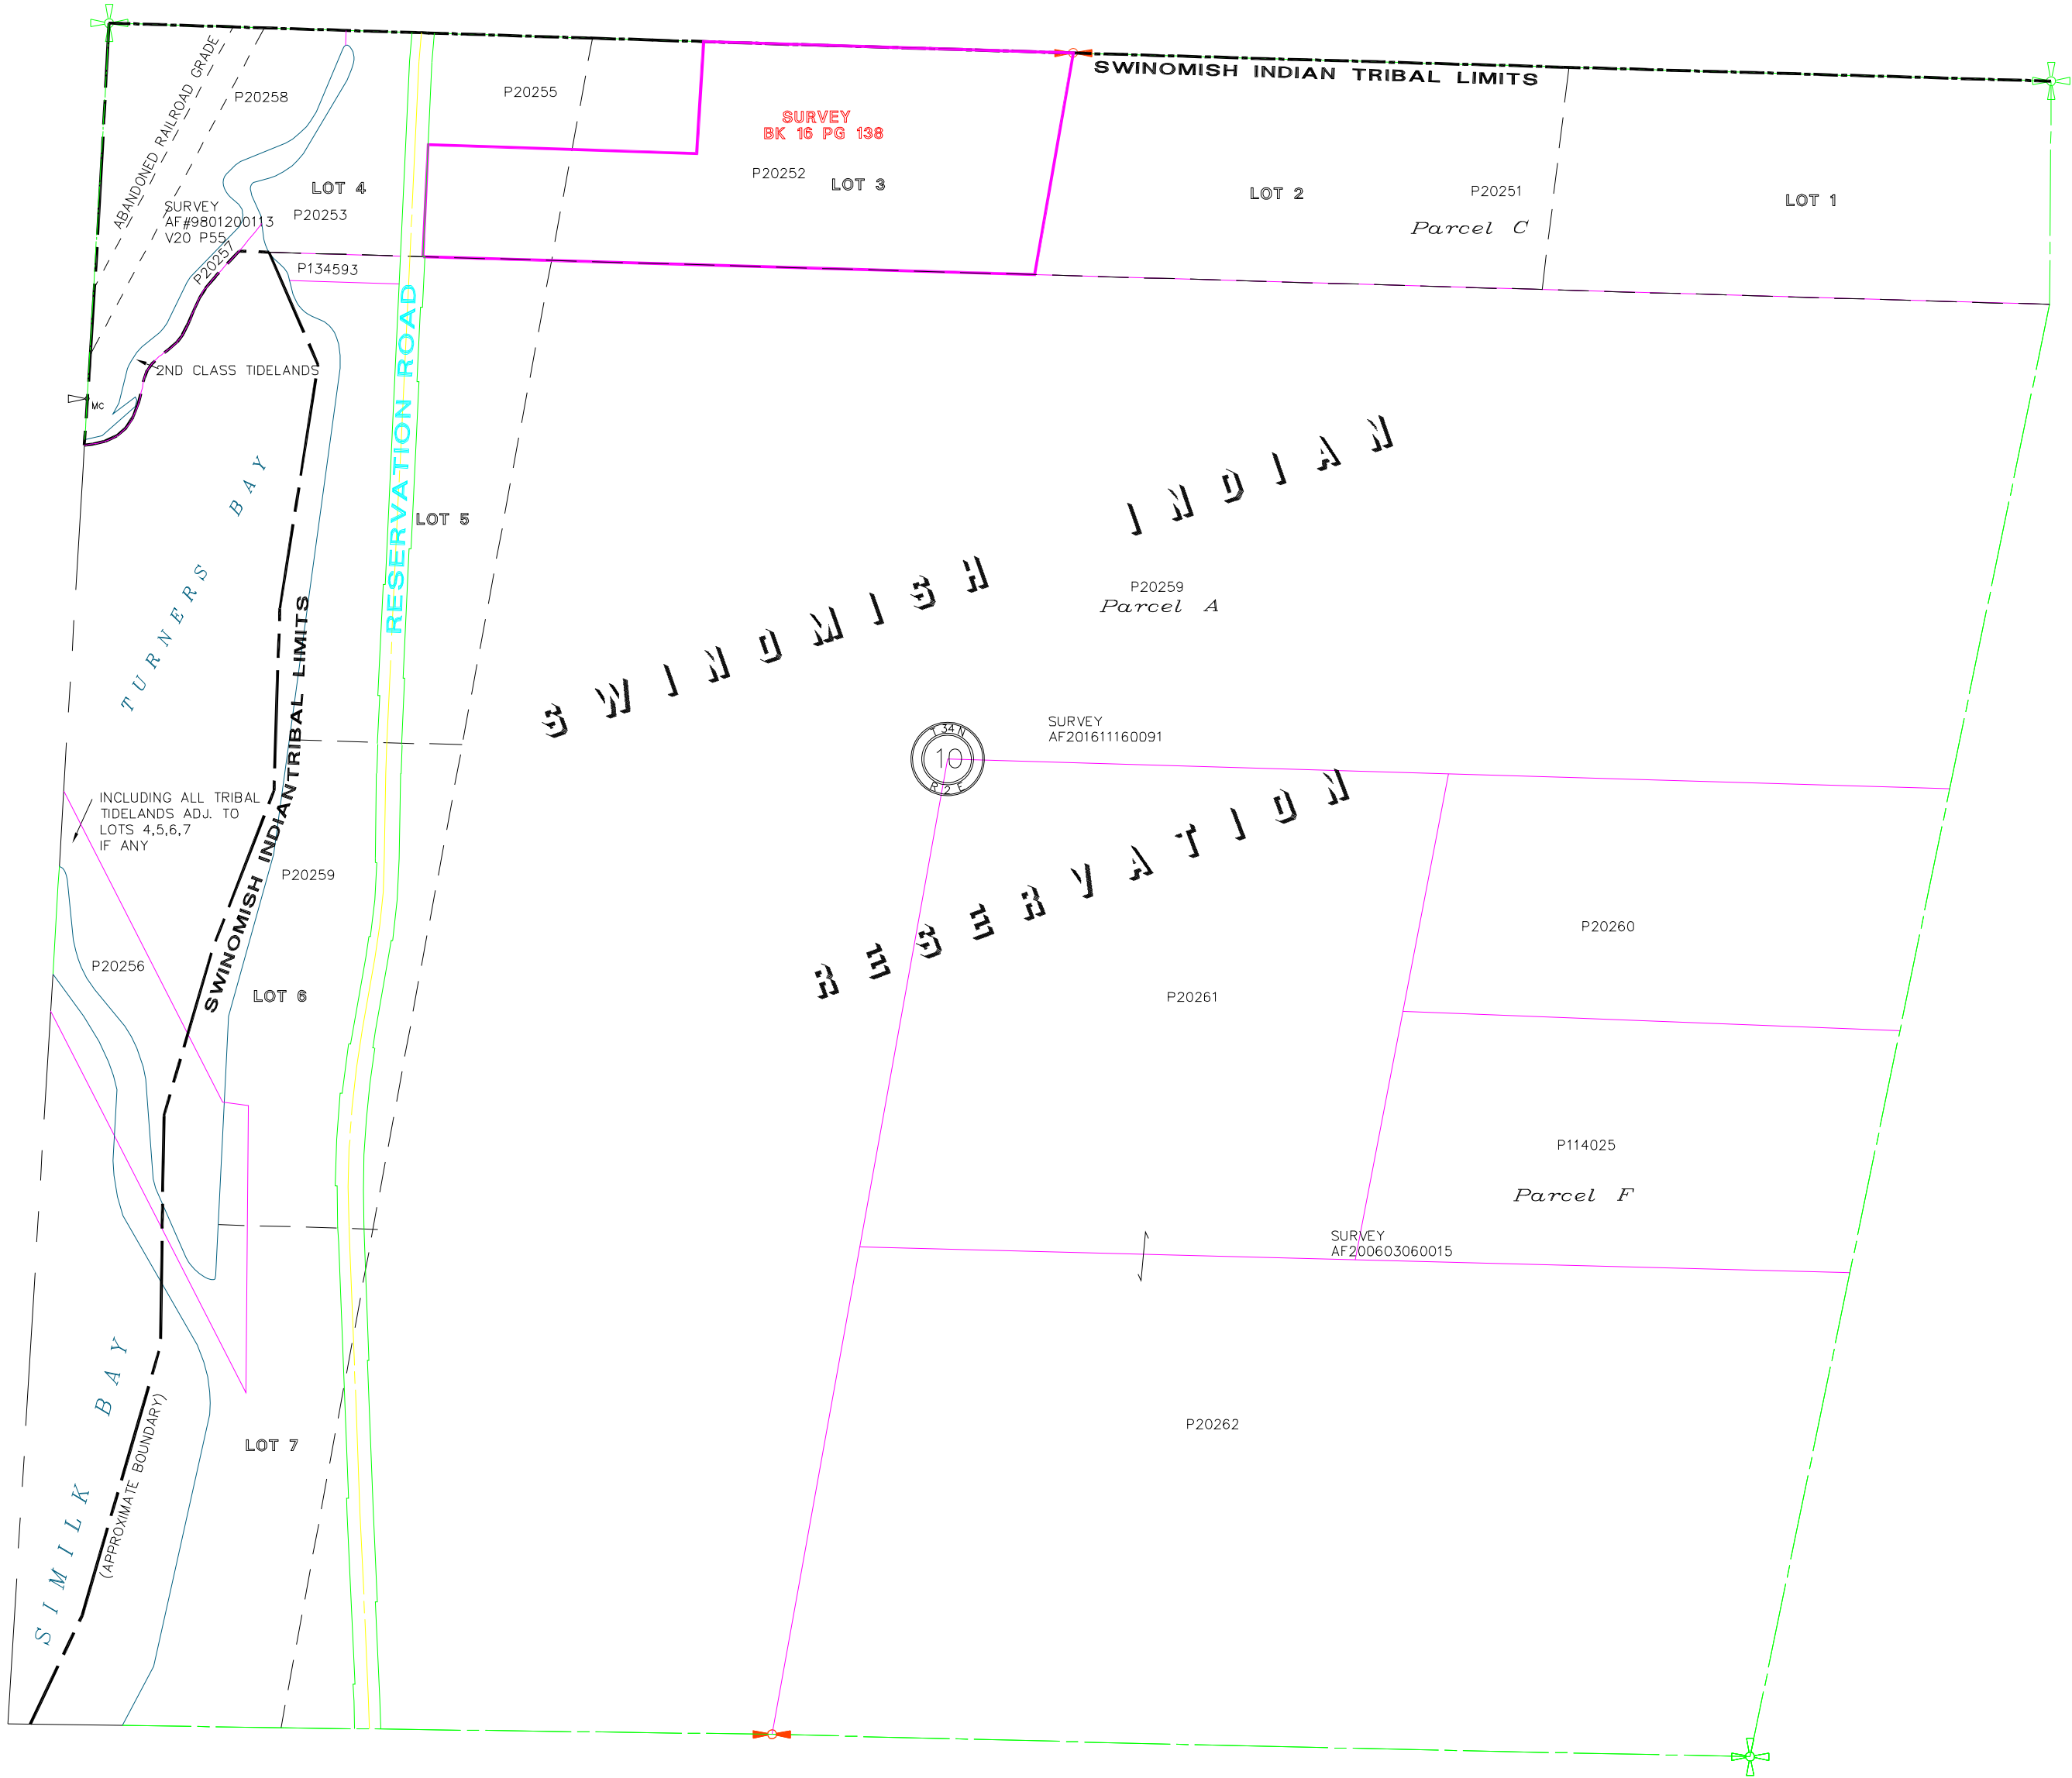 SWINOMISH INDIAN TRIBAL LIMITS
ABANDONED RAILROAD GRADE
P20258
P20255
SURVEY
BK 16 PG 138
P20252
LOT 3
LOT 4
P20253
SURVEY
AF#9801200113
V20 P55
P20257
P134593
LOT 2
P20251
Parcel C
LOT 1
2ND CLASS TIDELANDS
MC
TURNERS BAY
RESERVATION ROAD
LOT 5
SWINOMISH INDIAN
RESERVATION
P20259
Parcel A
SURVEY
AF201611160091
T 34 N
10
R 2 E
SWINOMISH INDIAN TRIBAL LIMITS
INCLUDING ALL TRIBAL
TIDELANDS ADJ. TO
LOTS 4,5,6,7
IF ANY
P20259
P20256
LOT 6
P20260
P20261
P114025
Parcel F
SURVEY
AF200603060015
P20262
LOT 7
SIMILK BAY
(APPROXIMATE BOUNDARY)